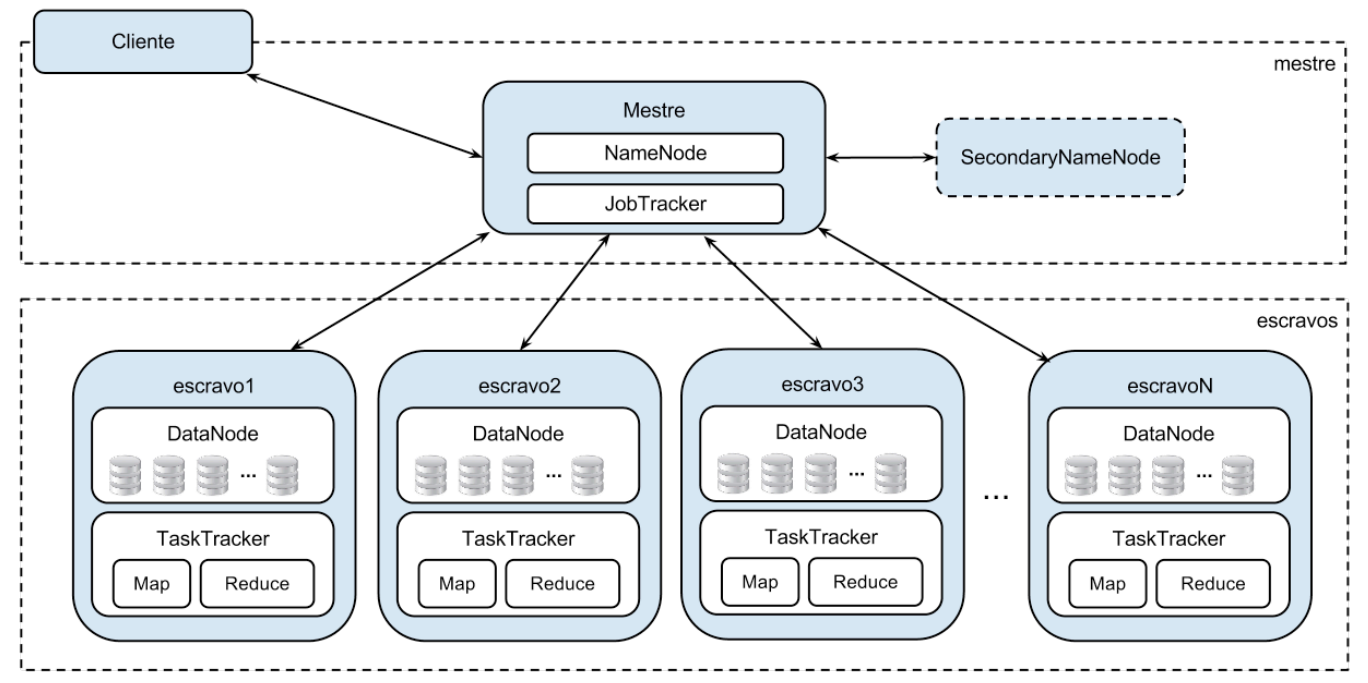 Cliente
mestre
Mestre
NameNode
JobTracker
SecondaryNameNode
escravos
escravo1
DataNode
...
TaskTracker
Map
Reduce
escravo2
DataNode
...
TaskTracker
Map
Reduce
escravo3
DataNode
...
TaskTracker
Map
Reduce
...
escravoN
DataNode
...
TaskTracker
Map
Reduce